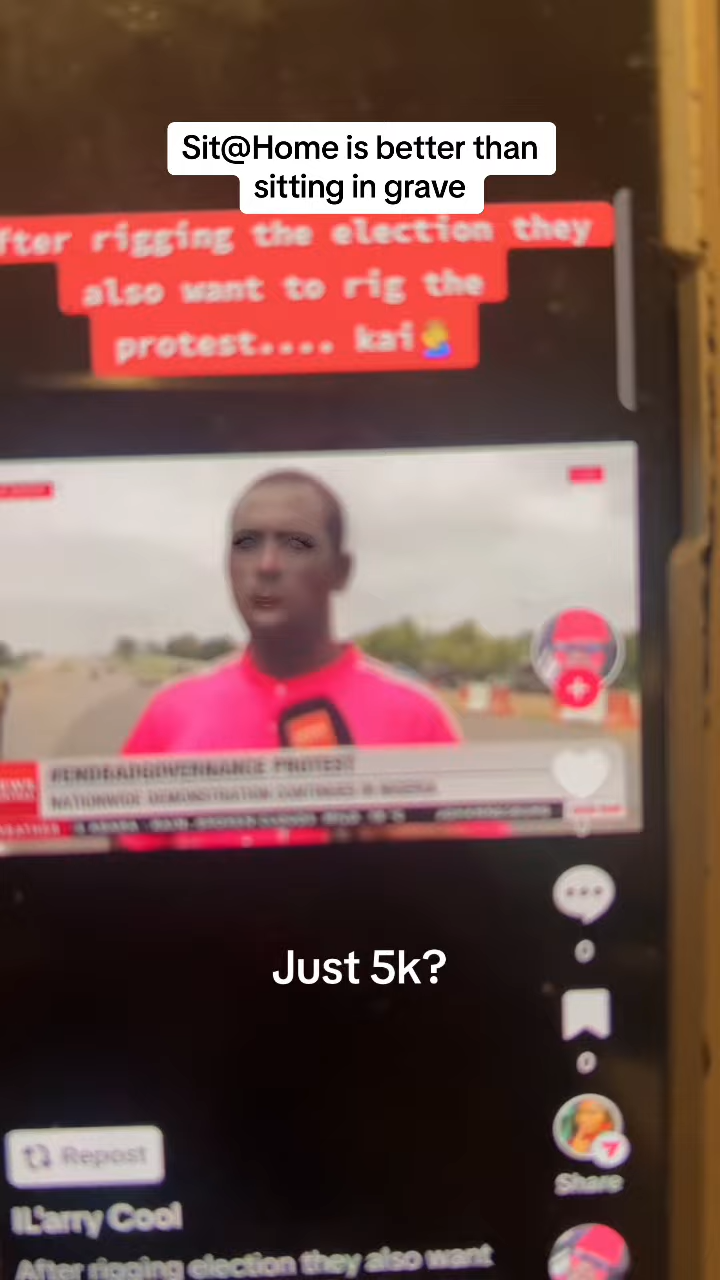 Sit@Home is better than
sitting in grave
fter rigging the election they
also want to rig the
protest.... kai🤦
#ENDBADGOVERNANCE PROTEST
NATIONWIDE DEMONSTRATION CONTINUES IN NIGERIA
Just 5k?
0
0
Repost
Share
IL'arry Cool
After rigging election they also want